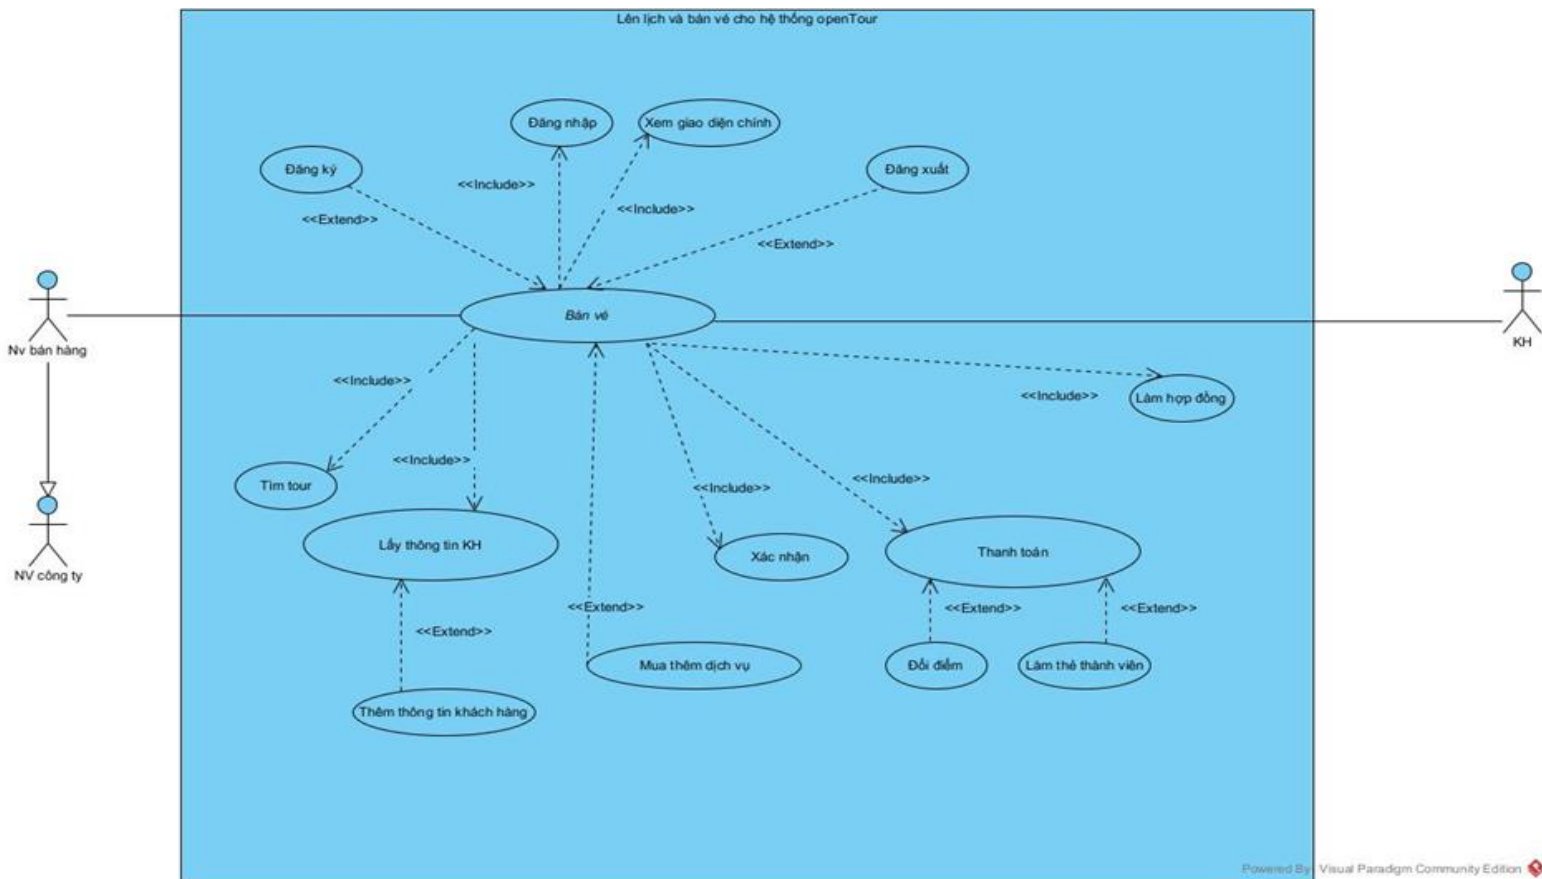 Lên lịch và bán vé cho hệ thống openTour
Đăng nhập
Xem giao diện chính
Đăng ký
Đăng xuất
<<Include>>
<<Include>>
<<Extend>>
<<Extend>>
Bán vé
Nv bán hàng
KH
<<Include>>
<<Include>>
Làm hợp đồng
<<Include>>
<<Include>>
<<Include>>
Tìm tour
Lấy thông tin KH
Xác nhận
Thanh toán
NV công ty
<<Extend>>
<<Extend>>
<<Extend>>
<<Extend>>
Mua thêm dịch vụ
Đổi điểm
Làm thẻ thành viên
Thêm thông tin khách hàng
Powered By Visual Paradigm Community Edition